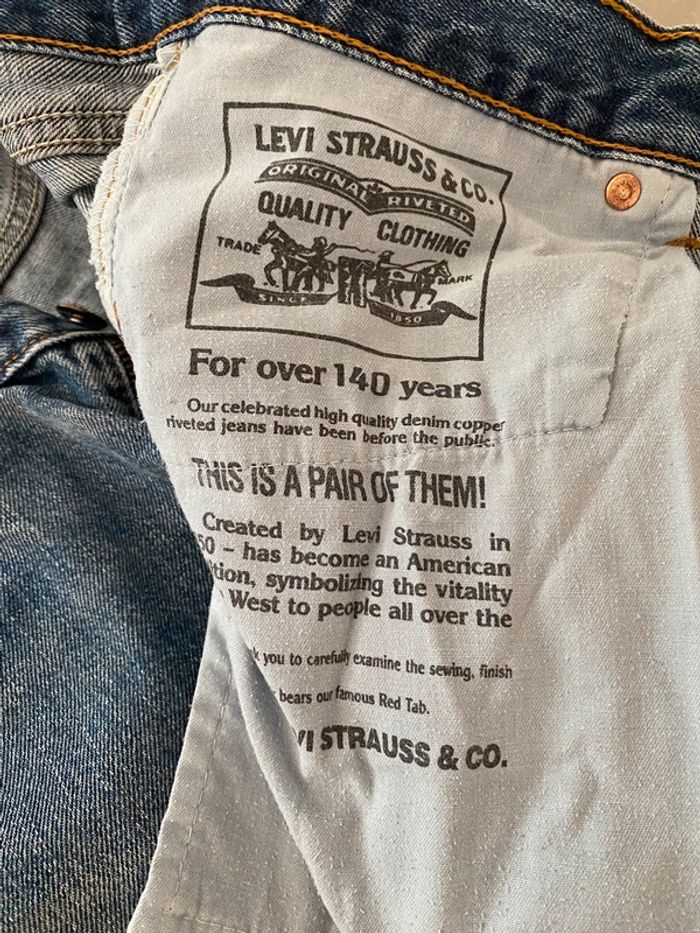 LEVI STRAUSS & CO.
ORIGINAL RIVETED
QUALITY CLOTHING
TRADE MARK
SINCE 1850
For over 140 years
Our celebrated high quality denim copper
riveted jeans have been before the public.
THIS IS A PAIR OF THEM!
Created by Levi Strauss in
50 – has become an American
ition, symbolizing the vitality
West to people all over the
k you to carefully examine the sewing, finish
bears our famous Red Tab.
VI STRAUSS & CO.